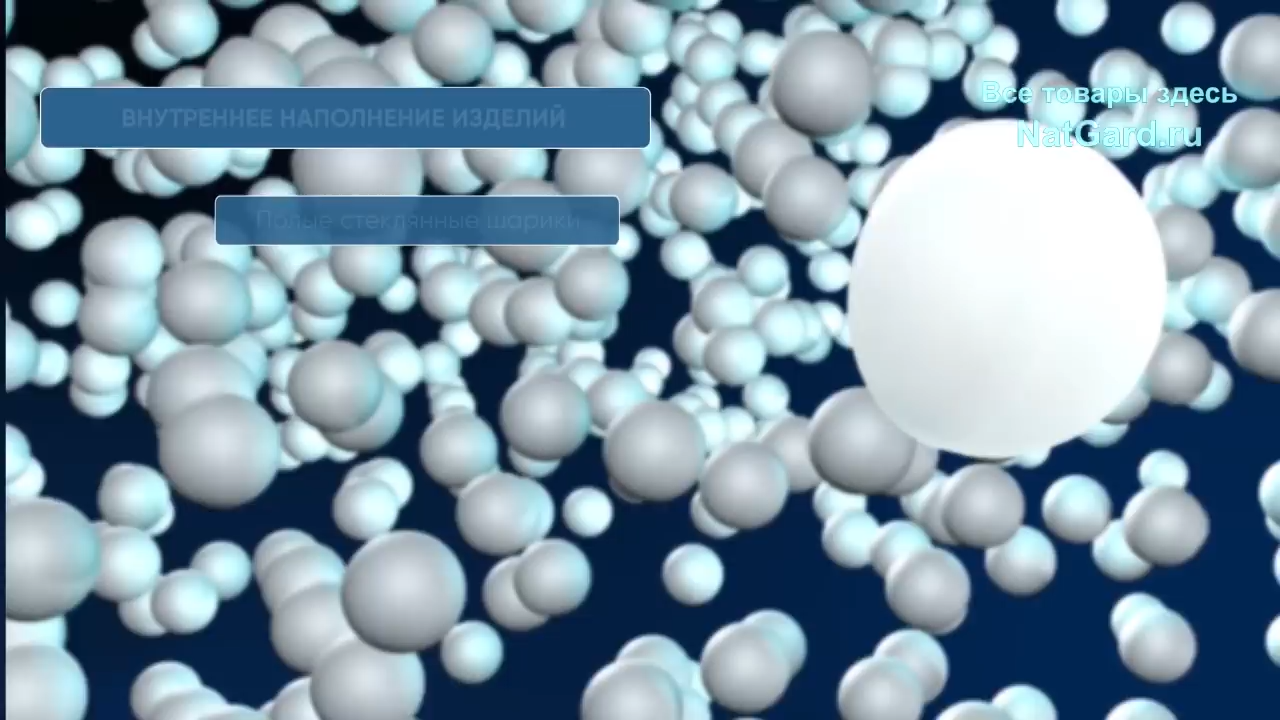 ВНУТРЕННЕЕ НАПОЛНЕНИЕ ИЗДЕЛИЙ
Полые стеклянные шарики
Все товары здесь
NatGard.ru